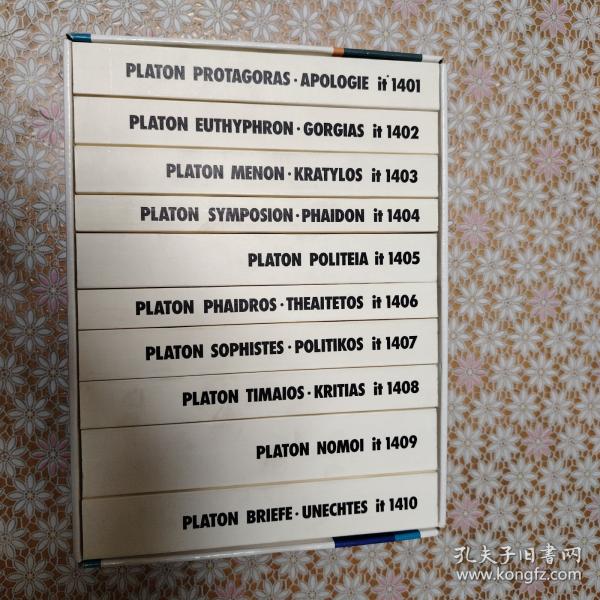 PLATON PROTAGORAS · APOLOGIE it 1401
PLATON EUTHYPHRON · GORGIAS it 1402
PLATON MENON · KRATYLOS it 1403
PLATON SYMPOSION · PHAIDON it 1404
PLATON POLITEIA it 1405
PLATON PHAIDROS · THEAITETOS it 1406
PLATON SOPHISTES · POLITIKOS it 1407
PLATON TIMAIOS · KRITIAS it 1408
PLATON NOMOI it 1409
PLATON BRIEFE · UNECHTES it 1410
孔夫子旧书网
www.kongfz.com